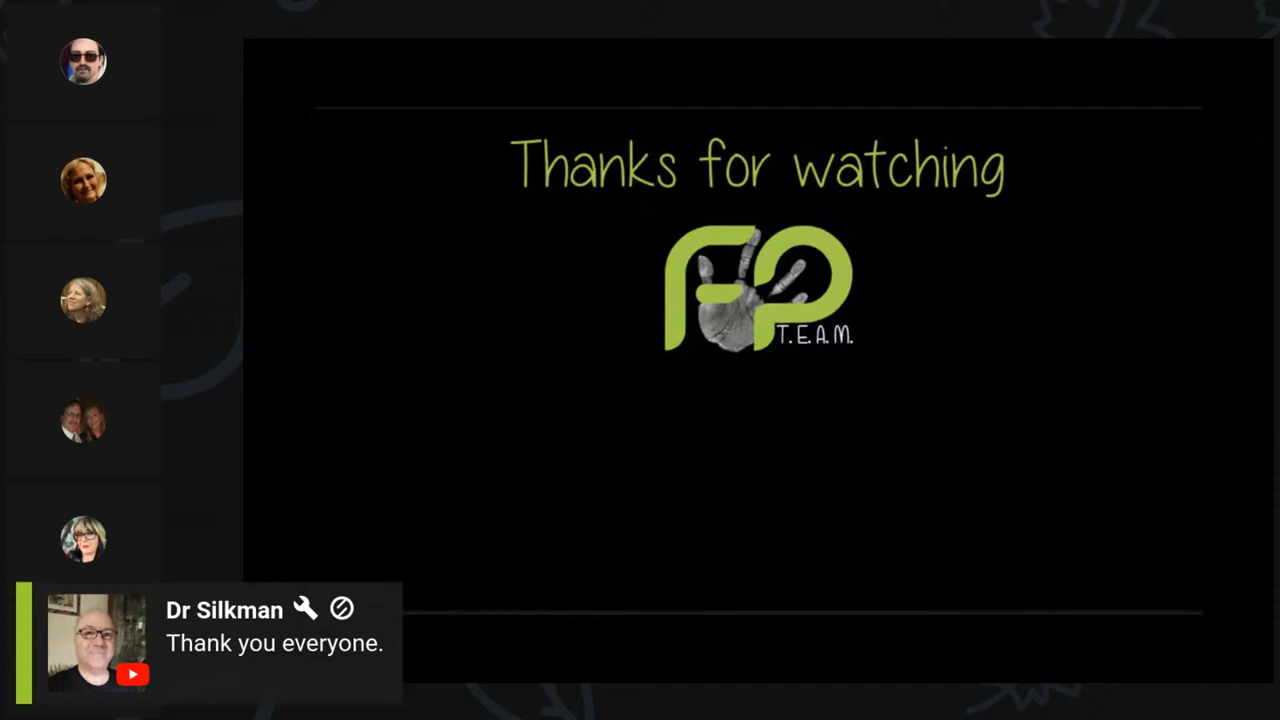 Thanks for watching
FP
T.E.A.M.
Dr Silkman
Thank you everyone.